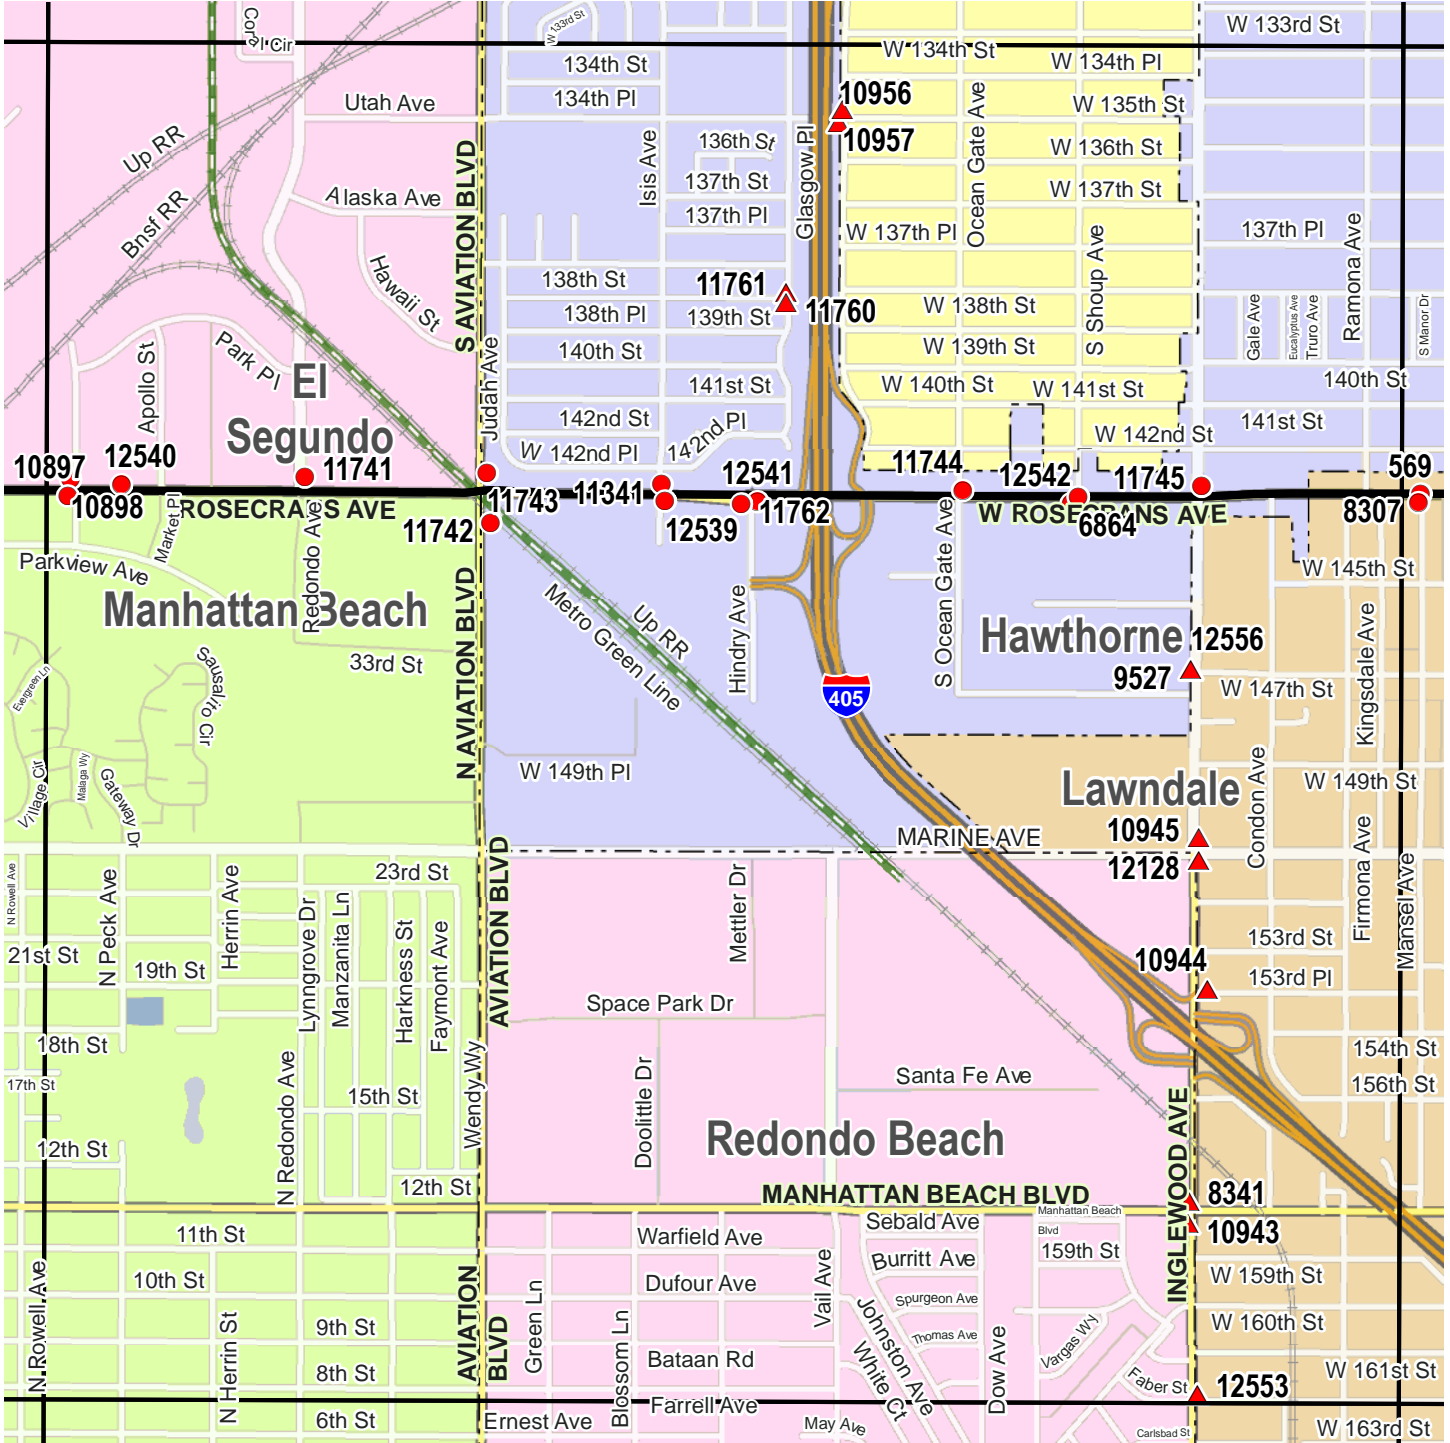 Coral Cir
W 133rd St
W 133rd St
W 134th St
134th St
W 134th Pl
134th Pl
Utah Ave
10956
W 135th St
10957
Up RR
136th St
W 136th St
Isis Ave
Glasgow Pl
Ocean Gate Ave
137th St
W 137th St
Alaska Ave
S AVIATION BLVD
137th Pl
W 137th Pl
137th Pl
Bnsf RR
Ramona Ave
Hawaii St
138th St
11761
S Shoup Ave
138th Pl
139th St
11760
W 138th St
Gale Ave
Eucalyptus Ave
Truro Ave
S Manor Dr
Park Pl
Apollo St
El
Segundo
Judah Ave
140th St
W 139th St
141st St
W 140th St
W 141st St
140th St
142nd St
142nd Pl
W 142nd St
141st St
W 142nd Pl
10897
12540
11741
12541
11744
12542
11745
569
10898
Market Pl
ROSECRANS AVE
11743
11341
11762
W ROSECRANS AVE
8307
11742
12539
6864
Parkview Ave
Redondo Ave
Manhattan Beach
N AVIATION BLVD
Metro Green Line
Up RR
Hindry Ave
S Ocean Gate Ave
W 145th St
Hawthorne
12556
Kingsdale Ave
33rd St
Evergreen Ln
Sausalito Cir
405
9527
W 147th St
W 149th Pl
Village Cir
Malaga Wy
Gateway Dr
Lawndale
W 149th St
Condon Ave
MARINE AVE
10945
12128
Firmona Ave
Mansel Ave
N Rowell Ave
N Peck Ave
Herrin Ave
23rd St
Lynngrove Dr
Manzanita Ln
Harkness St
Faymont Ave
AVIATION BLVD
Mettler Dr
21st St
19th St
153rd St
10944
153rd Pl
Space Park Dr
18th St
154th St
17th St
N Redondo Ave
15th St
Wendy Wy
Doolittle Dr
Santa Fe Ave
156th St
Redondo Beach
INGLEWOOD AVE
12th St
12th St
MANHATTAN BEACH BLVD
8341
11th St
Warfield Ave
Sebald Ave
Manhattan Beach
Blvd
10943
Burritt Ave
159th St
N Rowell Ave
10th St
AVIATION
BLVD
Green Ln
Dufour Ave
Vail Ave
Johnston Ave
Spurgeon Ave
W 159th St
N Herrin St
9th St
Blossom Ln
Thomas Ave
Dow Ave
Vargas Wy
W 160th St
8th St
Bataan Rd
White Ct
Faber St
12553
W 161st St
6th St
Ernest Ave
Farrell Ave
May Ave
Carlsbad St
W 163rd St